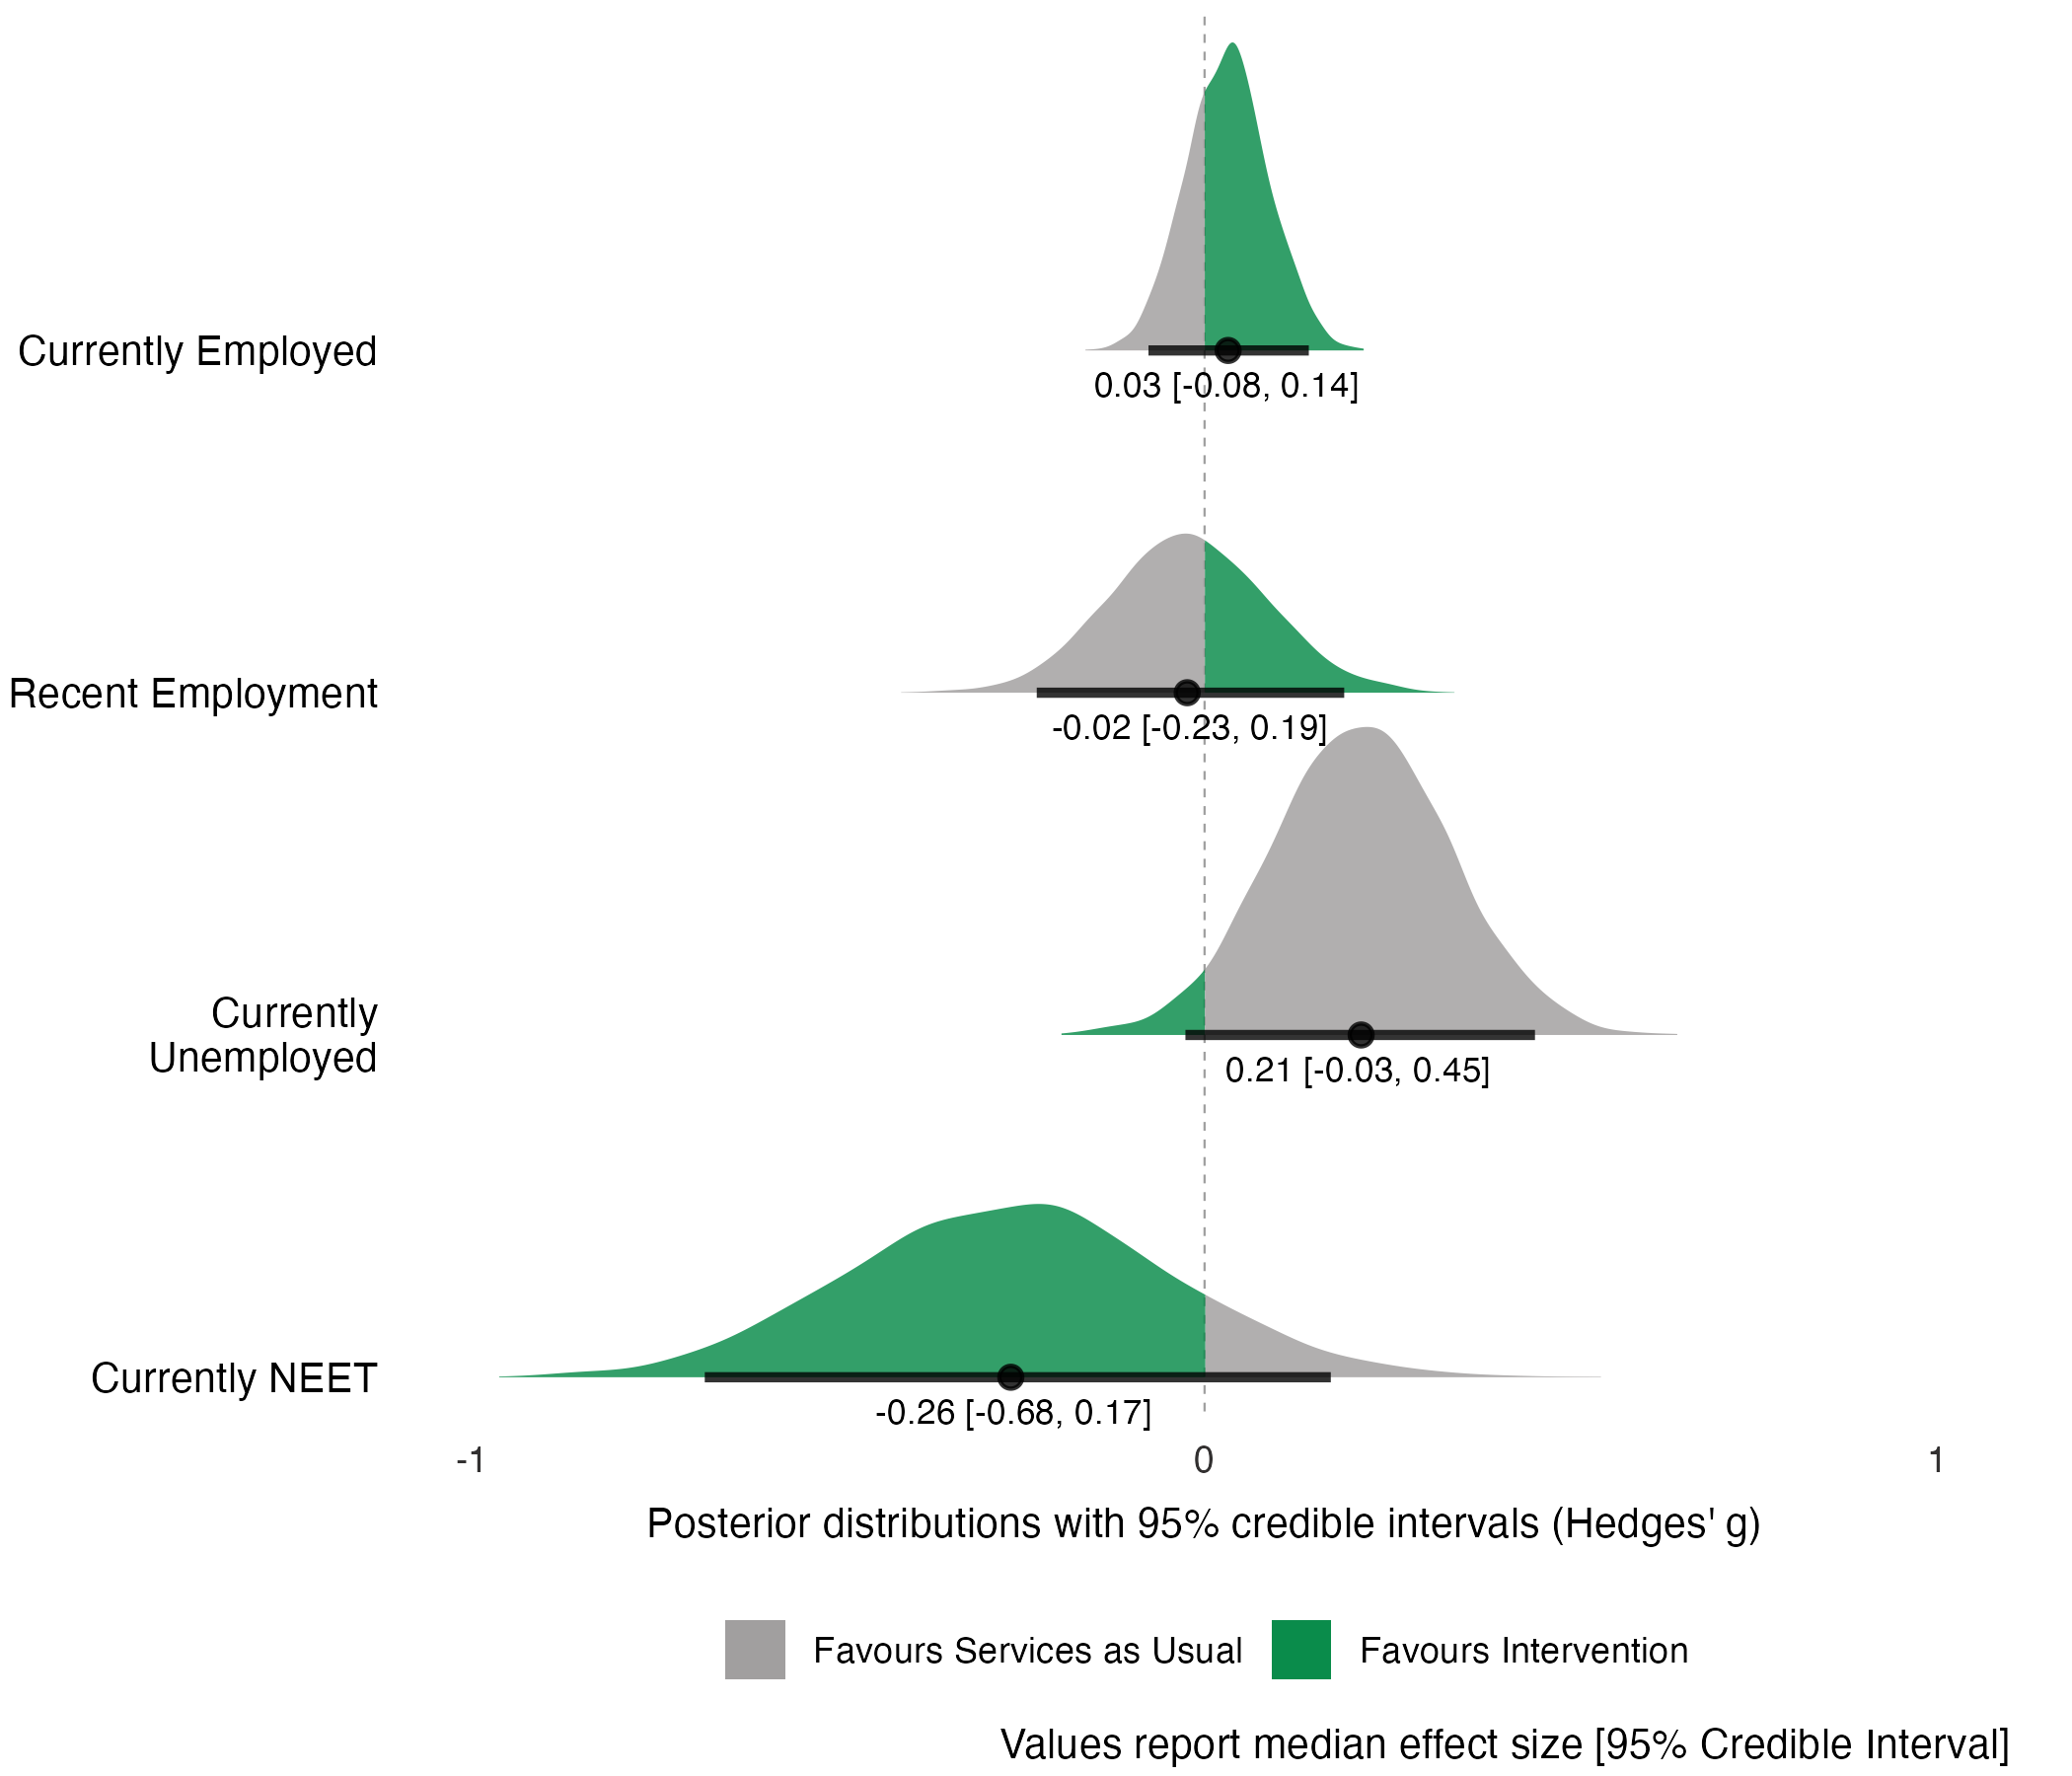 Currently Employed
0.03 [-0.08, 0.14]
Recent Employment
-0.02 [-0.23, 0.19]
Currently
Unemployed
0.21 [-0.03, 0.45]
Currently NEET
-0.26 [-0.68, 0.17]
-1 0 1
Posterior distributions with 95% credible intervals (Hedges' g)
Favours Services as Usual Favours Intervention
Values report median effect size [95% Credible Interval]